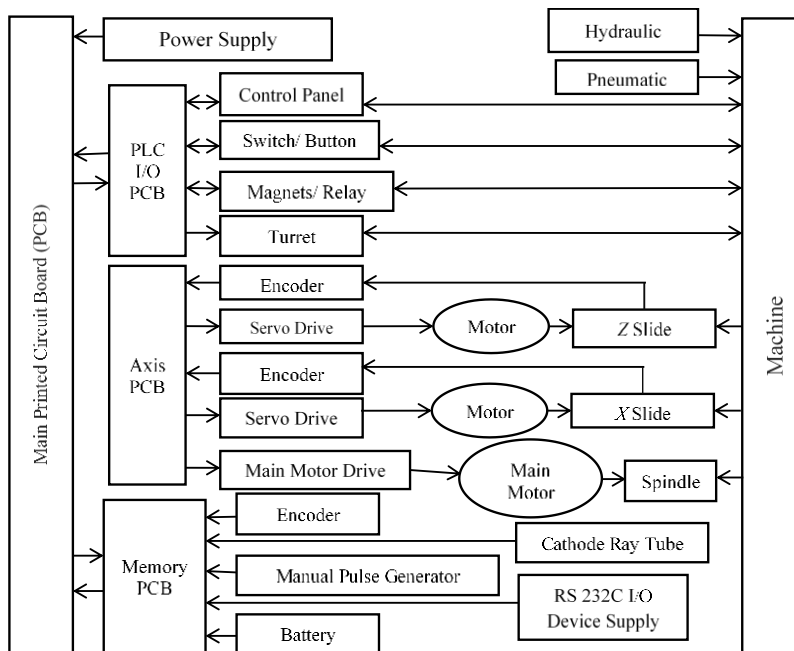 Main Printed Circuit Board (PCB)
Power Supply
Hydraulic
Pneumatic
Machine
PLC
I/O
PCB
Control Panel
Switch/ Button
Magnets/ Relay
Turret
Axis
PCB
Encoder
Servo Drive
Motor
Z Slide
Encoder
Servo Drive
Motor
X Slide
Main Motor Drive
Main
Motor
Spindle
Memory
PCB
Encoder
Cathode Ray Tube
Manual Pulse Generator
RS 232C I/O
Device Supply
Battery